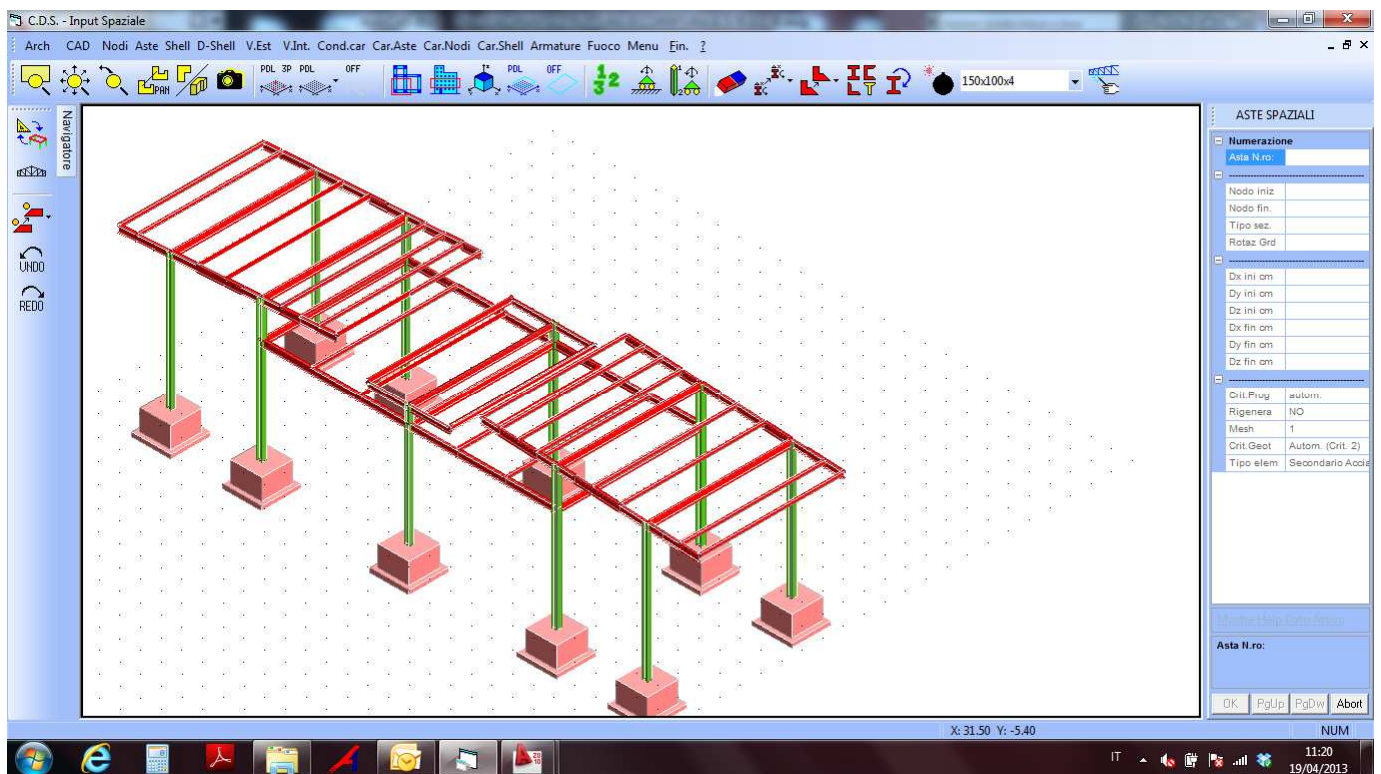 C.D.S. - Input Spaziale
Arch CAD Nodi Aste Shell D-Shell V.Est V.Int. Cond.car Car.Aste Car.Nodi Car.Shell Armature Fuoco Menu Fin. ?
PAN PDL 3P PDL OFF 1° PDL OFF 1 2 150x100x4
Navigatore
UNDO
REDO
ASTE SPAZIALI
Numerazione
Asta N.ro:
Nodo iniz
Nodo fin.
Tipo sez.
Rotaz Grd
Dx ini cm
Dy ini cm
Dz ini cm
Dx fin cm
Dy fin cm
Dz fin cm
Crit.Prog autom.
Rigenera NO
Mesh 1
Crit.Geot Autom. (Crit. 2)
Tipo elem Secondario Accia
Asta N.ro:
OK PgUp PgDw Abort
X: 31.50 Y: -5.40 NUM
IT 11:20
19/04/2013